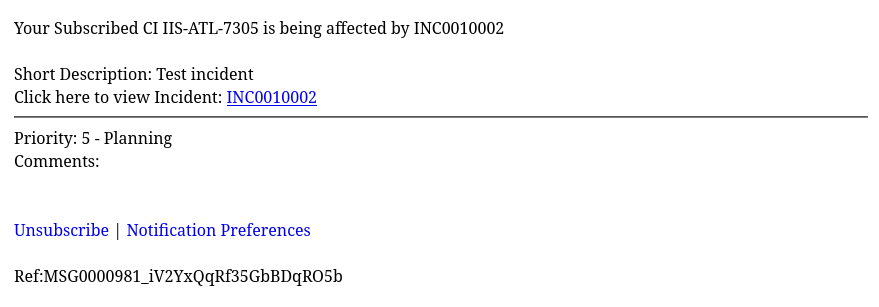 Your Subscribed CI IIS-ATL-7305 is being affected by INC0010002
Short Description: Test incident
Click here to view Incident: INC0010002
Priority: 5 - Planning
Comments:
Unsubscribe | Notification Preferences
Ref:MSG0000981_iV2YxQqRf35GbBDqRO5b